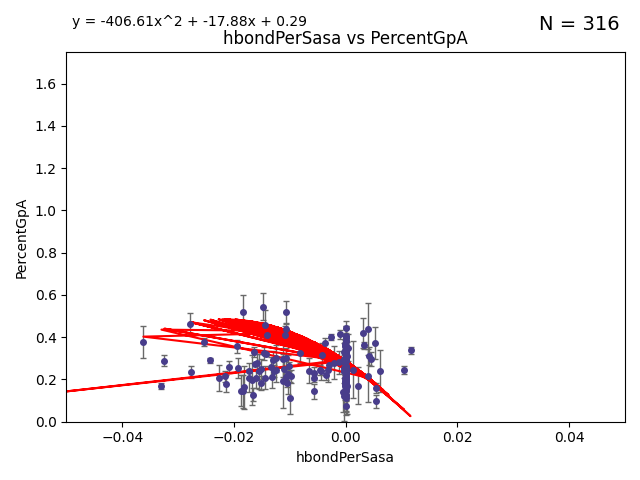 y = -406.61x^2 + -17.88x + 0.29
N = 316
hbondPerSasa vs PercentGpA
PercentGpA
1.6
1.4
1.2
1.0
0.8
0.6
0.4
0.2
0.0
−0.04
−0.02
0.00
0.02
0.04
hbondPerSasa